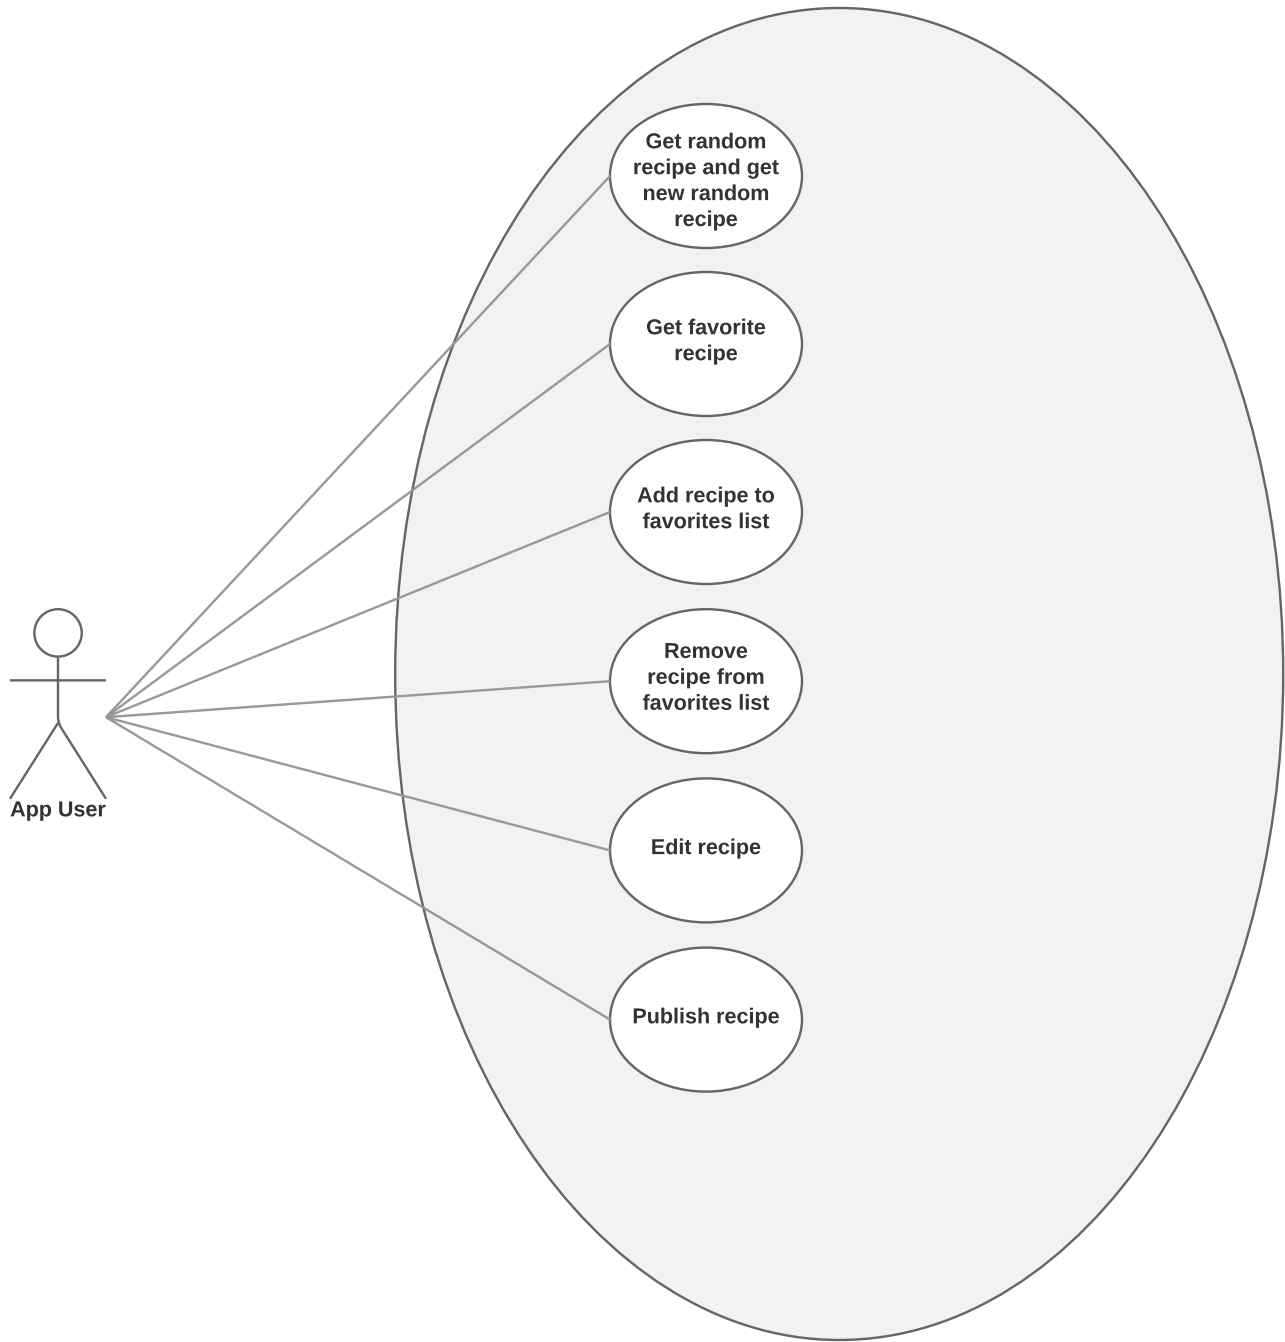 Get random
recipe and get
new random
recipe
Get favorite
recipe
Add recipe to
favorites list
Remove
recipe from
favorites list
App User
Edit recipe
Publish recipe